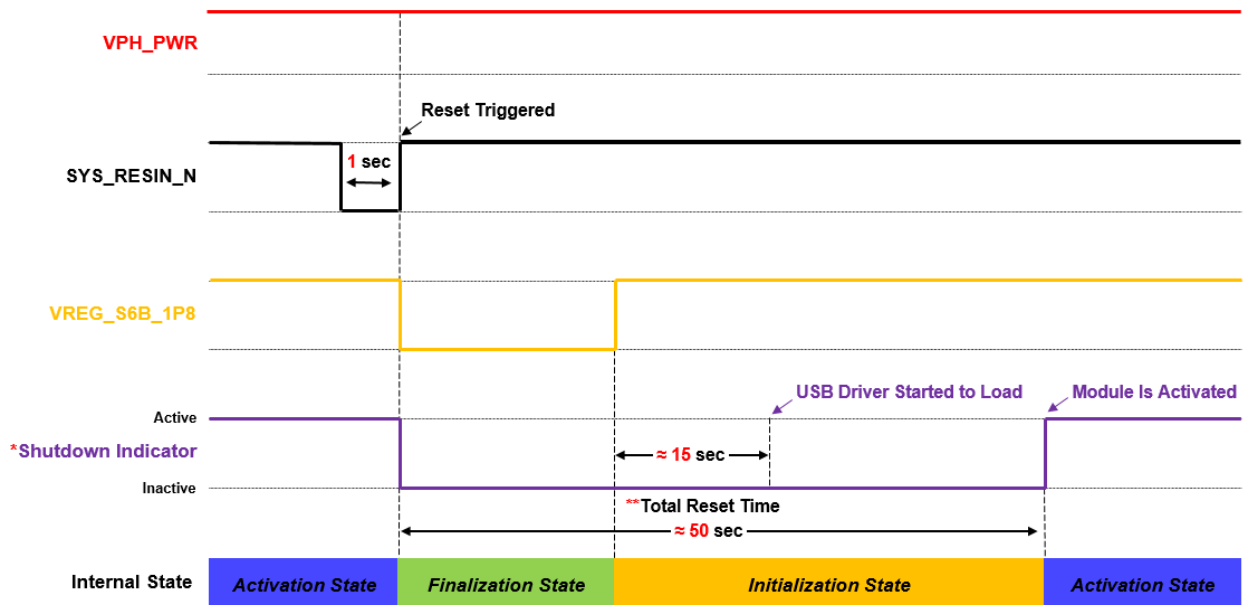 VPH_PWR
Reset Triggered
1 sec
SYS_RESIN_N
VREG_S6B_1P8
USB Driver Started to Load
Module Is Activated
Active
*Shutdown Indicator
≈ 15 sec
Inactive
**Total Reset Time
≈ 50 sec
Internal State
Activation State
Finalization State
Initialization State
Activation State